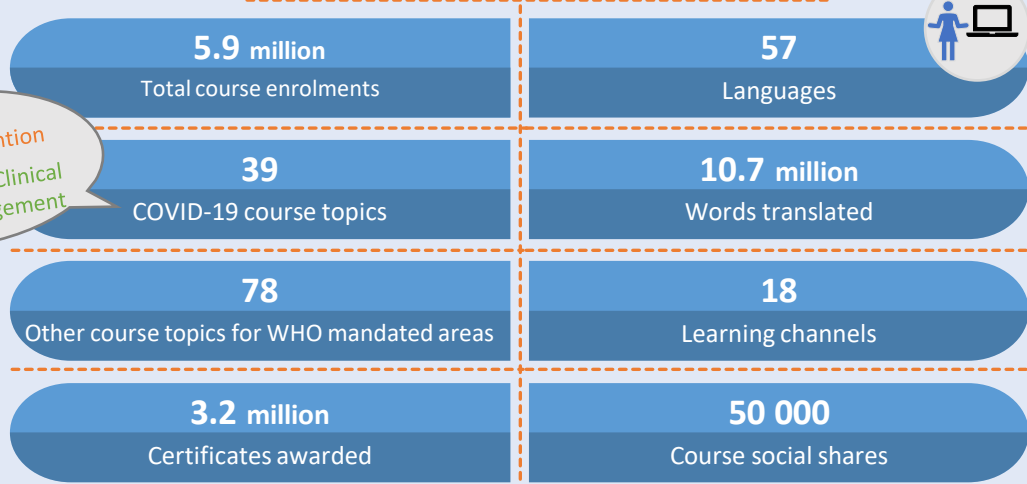 5.9 million
Total course enrolments
57
Languages
Clinical
39
COVID-19 course topics
10.7 million
Words translated
78
Other course topics for WHO mandated areas
18
Learning channels
3.2 million
Certificates awarded
50 000
Course social shares